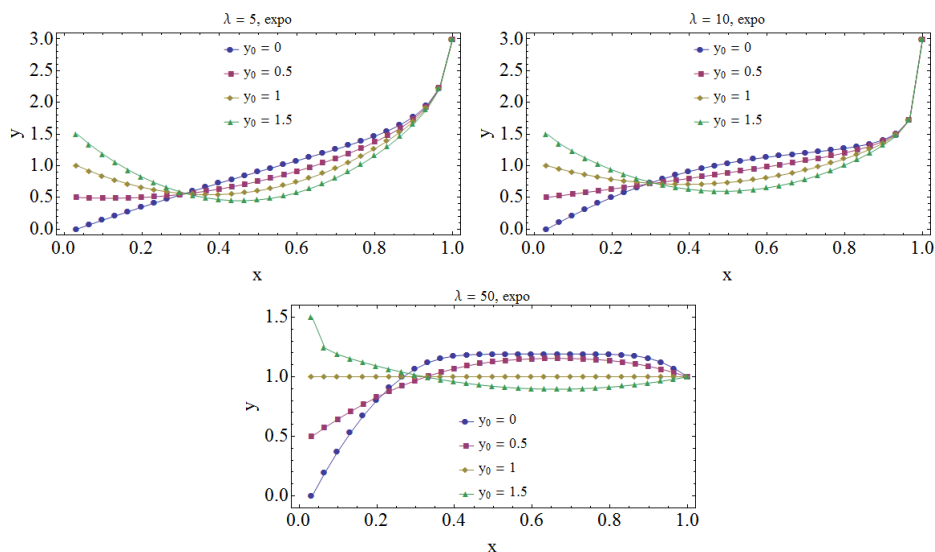 λ = 5, expo
3.0
2.5
2.0
1.5
1.0
0.5
0.0
y
y₀ = 0
y₀ = 0.5
y₀ = 1
y₀ = 1.5
0.0 0.2 0.4 0.6 0.8 1.0
x
λ = 10, expo
3.0
2.5
2.0
1.5
1.0
0.5
0.0
y
y₀ = 0
y₀ = 0.5
y₀ = 1
y₀ = 1.5
0.0 0.2 0.4 0.6 0.8 1.0
x
λ = 50, expo
1.5
1.0
0.5
0.0
y
y₀ = 0
y₀ = 0.5
y₀ = 1
y₀ = 1.5
0.0 0.2 0.4 0.6 0.8 1.0
x